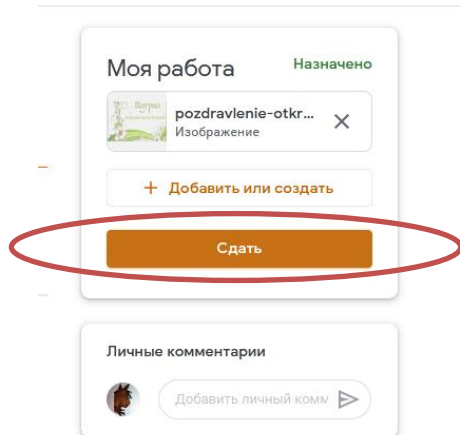 Моя работа
Назначено
pozdravlenie-otkr...
Изображение
+ Добавить или создать
Сдать
Личные комментарии
Добавить личный комм